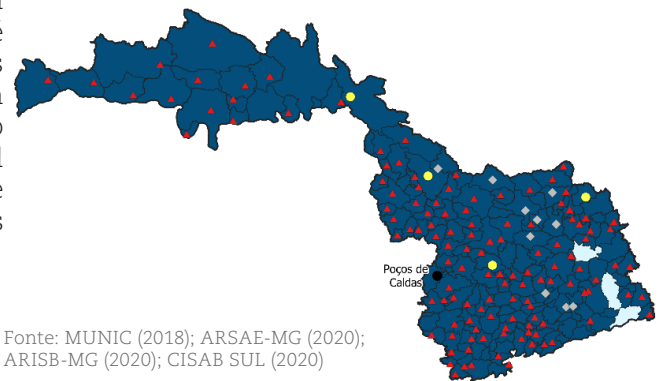 Poços de
Caldas
Fonte: MUNIC (2018); ARSAE-MG (2020);
ARISB-MG (2020); CISAB SUL (2020)